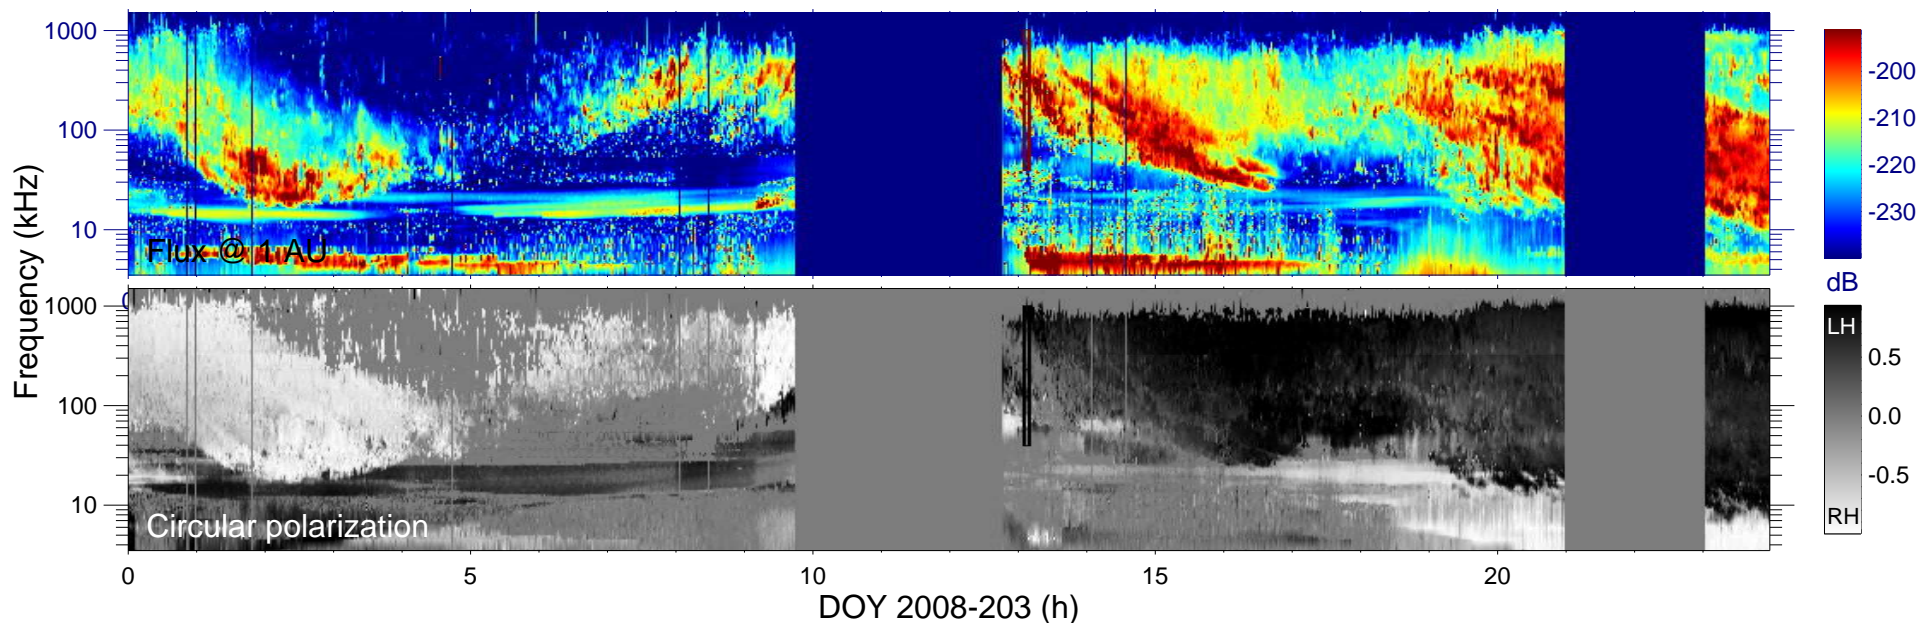 1000
100
10
Flux @ 1 AU
-200
-210
-220
-230
dB
0
1000
100
10
Circular polarization
LH
0.5
0.0
-0.5
RH
Frequency (kHz)
0 5 10 15 20
DOY 2008-203 (h)